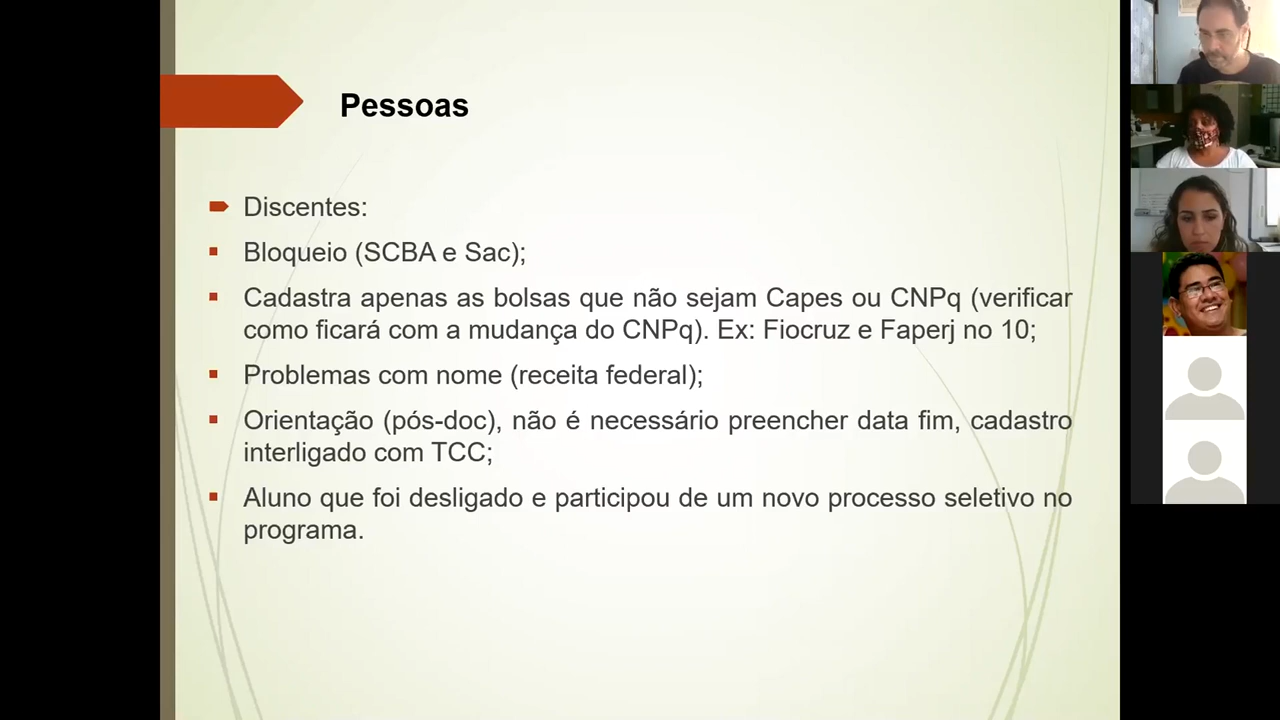 Pessoas
Discentes:
Bloqueio (SCBA e Sac);
Cadastra apenas as bolsas que não sejam Capes ou CNPq (verificar
como ficará com a mudança do CNPq). Ex: Fiocruz e Faperj no 10;
Problemas com nome (receita federal);
Orientação (pós-doc), não é necessário preencher data fim, cadastro
interligado com TCC;
Aluno que foi desligado e participou de um novo processo seletivo no
programa.